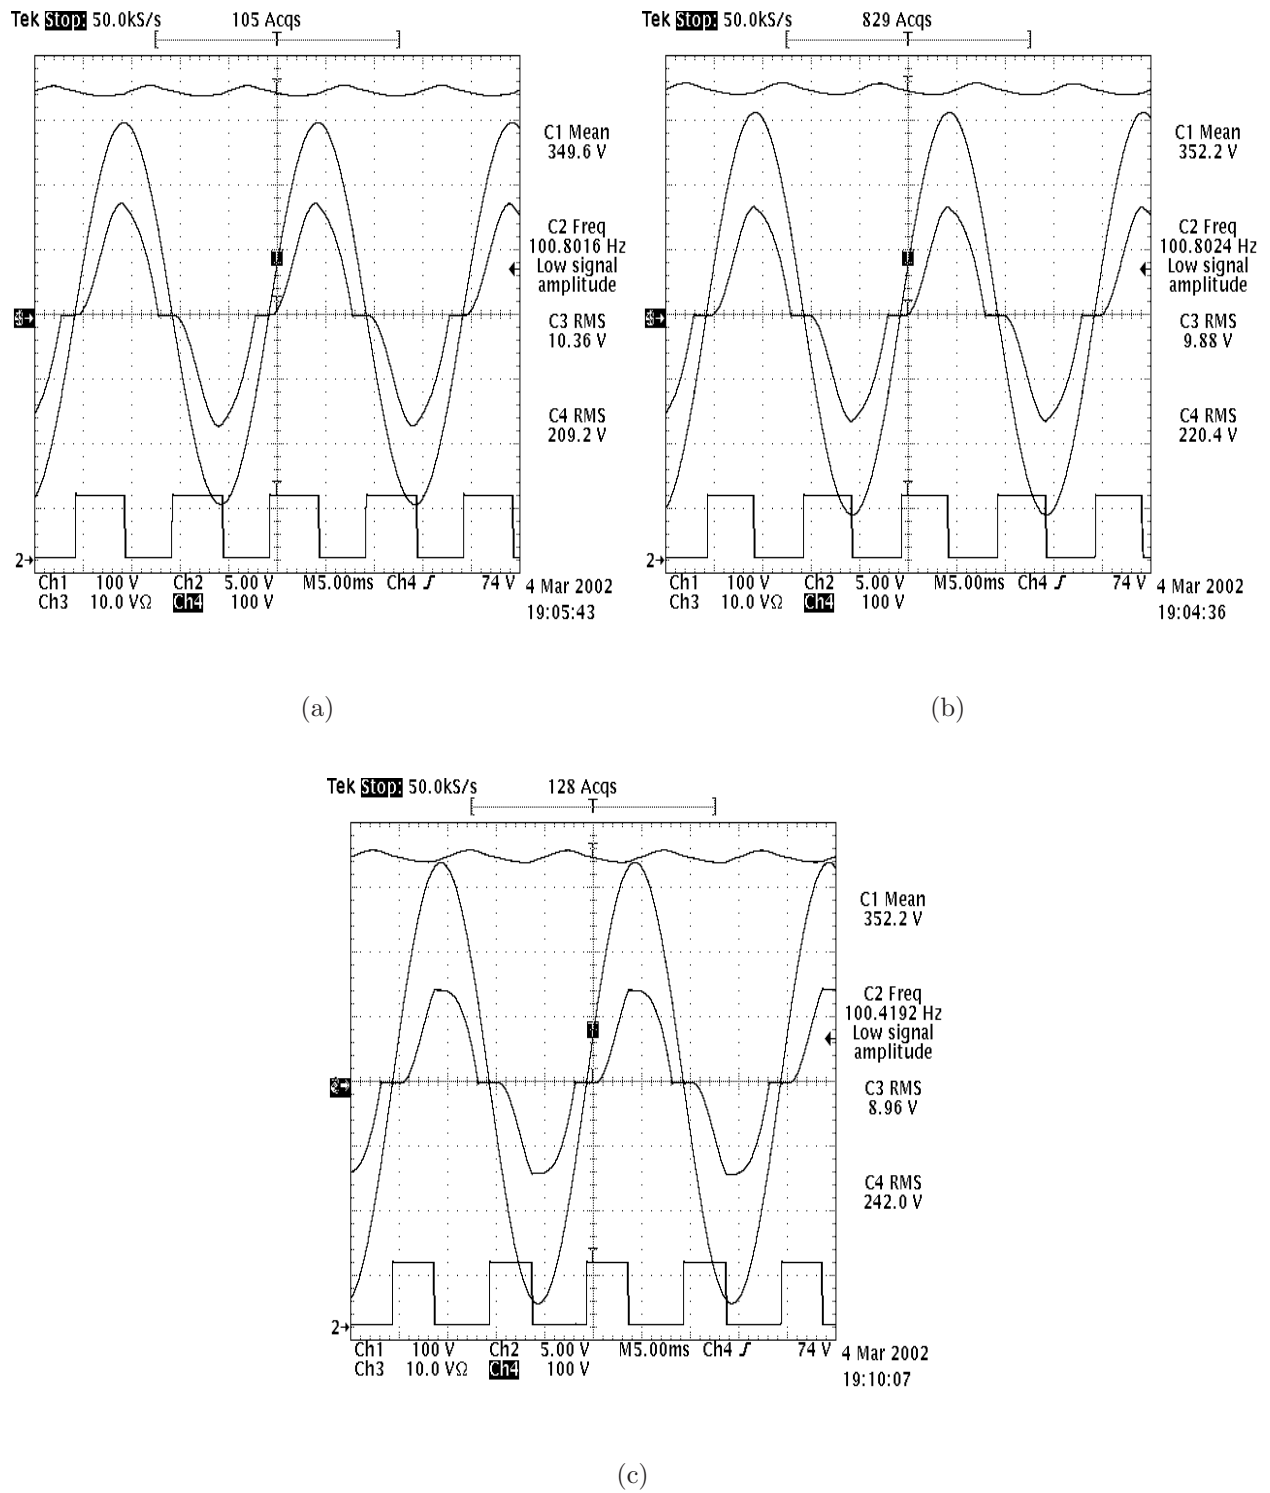 Tek Stop: 50.0kS/s 105 Acqs
C1 Mean
349.6 V
C2 Freq
100.8016 Hz
Low signal
amplitude
C3 RMS
10.36 V
C4 RMS
209.2 V
2
Ch1 100 V Ch2 5.00 V M5.00ms Ch4 74 V
Ch3 10.0 VΩ Ch4 100 V
4 Mar 2002
19:05:43
(a)
Tek Stop: 50.0kS/s 829 Acqs
C1 Mean
352.2 V
C2 Freq
100.8024 Hz
Low signal
amplitude
C3 RMS
9.88 V
C4 RMS
220.4 V
2
Ch1 100 V Ch2 5.00 V M5.00ms Ch4 74 V
Ch3 10.0 VΩ Ch4 100 V
4 Mar 2002
19:04:36
(b)
Tek Stop: 50.0kS/s 128 Acqs
C1 Mean
352.2 V
C2 Freq
100.4192 Hz
Low signal
amplitude
C3 RMS
8.96 V
C4 RMS
242.0 V
2
Ch1 100 V Ch2 5.00 V M5.00ms Ch4 74 V
Ch3 10.0 VΩ Ch4 100 V
4 Mar 2002
19:10:07
(c)